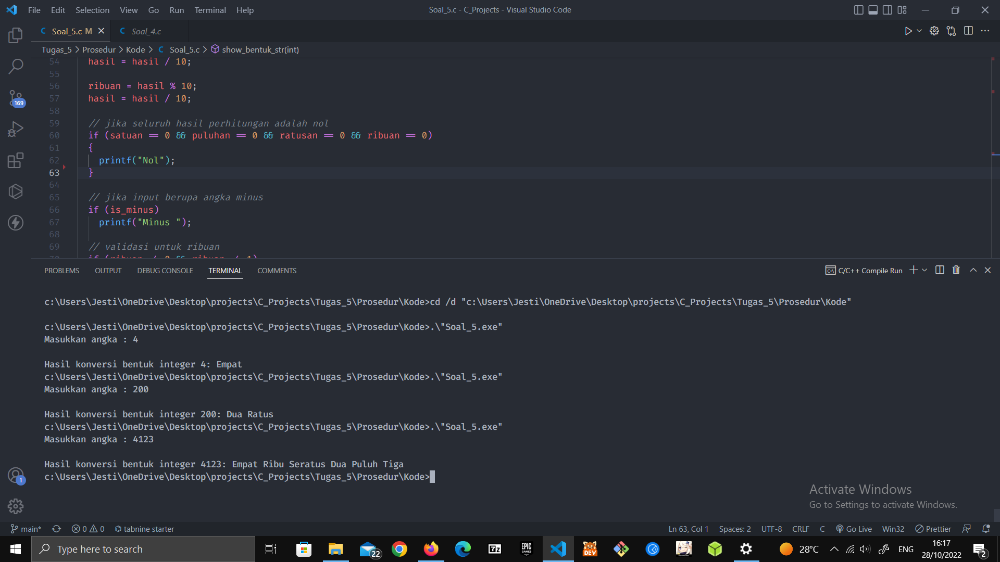 File Edit Selection View Go Run Terminal Help
Soal_5.c - C_Projects - Visual Studio Code
C Soal_5.c M
C Soal_4.c
Tugas_5 > Prosedur > Kode > C Soal_5.c > show_bentuk_str(int)
54 hasil = hasil / 10;
55
56 ribuan = hasil % 10;
57 hasil = hasil / 10;
58
59 // jika seluruh hasil perhitungan adalah nol
60 if (satuan == 0 && puluhan == 0 && ratusan == 0 && ribuan == 0)
61 {
62 printf("Nol");
63 }
64
65 // jika input berupa angka minus
66 if (is_minus)
67 printf("Minus ");
68
69 // validasi untuk ribuan
169
PROBLEMS OUTPUT DEBUG CONSOLE TERMINAL COMMENTS
C/C++ Compile Run
c:\Users\Jesti\OneDrive\Desktop\projects\C_Projects\Tugas_5\Prosedur\Kode>cd /d "c:\Users\Jesti\OneDrive\Desktop\projects\C_Projects\Tugas_5\Prosedur\Kode"
c:\Users\Jesti\OneDrive\Desktop\projects\C_Projects\Tugas_5\Prosedur\Kode>.\"Soal_5.exe"
Masukkan angka : 4
Hasil konversi bentuk integer 4: Empat
c:\Users\Jesti\OneDrive\Desktop\projects\C_Projects\Tugas_5\Prosedur\Kode>.\"Soal_5.exe"
Masukkan angka : 200
Hasil konversi bentuk integer 200: Dua Ratus
c:\Users\Jesti\OneDrive\Desktop\projects\C_Projects\Tugas_5\Prosedur\Kode>.\"Soal_5.exe"
Masukkan angka : 4123
Hasil konversi bentuk integer 4123: Empat Ribu Seratus Dua Puluh Tiga
c:\Users\Jesti\OneDrive\Desktop\projects\C_Projects\Tugas_5\Prosedur\Kode>
1
Activate Windows
Go to Settings to activate Windows.
main* 0 0 tabnine starter
Ln 63, Col 1 Spaces: 2 UTF-8 CRLF C Go Live Win32 Prettier
Type here to search
22
7z
EPIC GAMES
DEV
28°C
ENG
16:17
28/10/2022
2